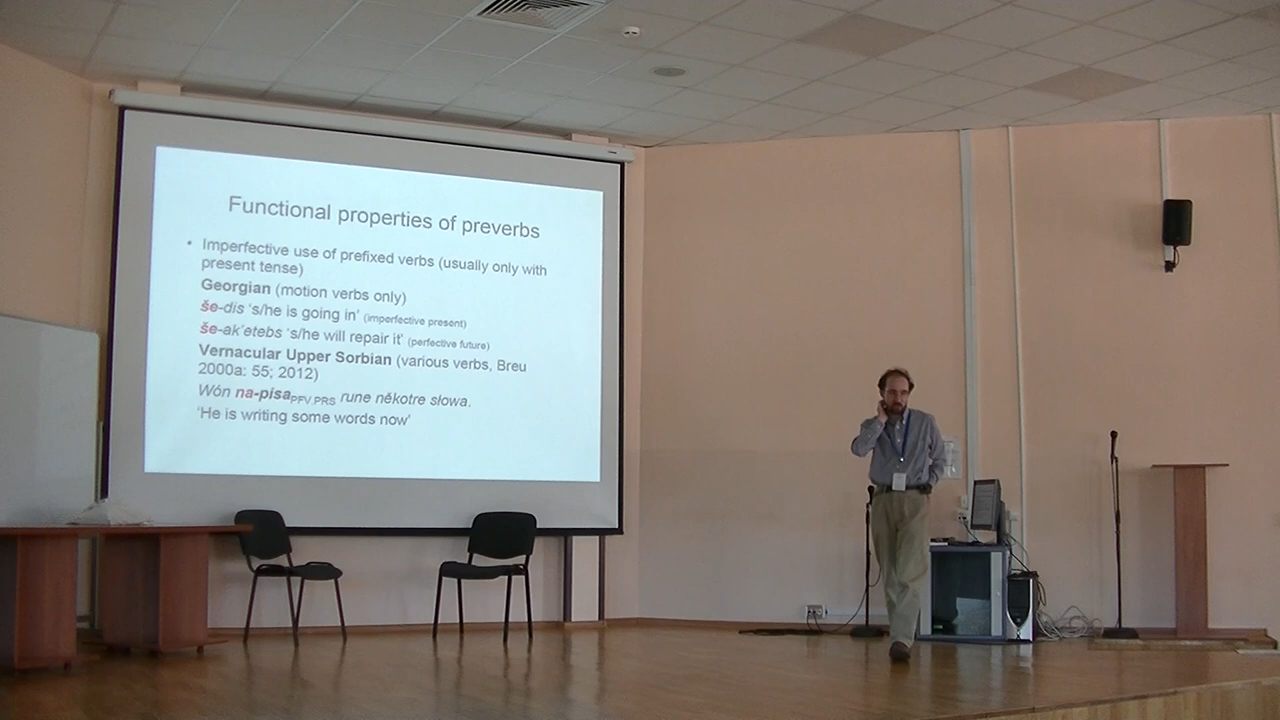 Functional properties of preverbs
• Imperfective use of prefixed verbs (usually only with
present tense)
Georgian (motion verbs only)
še-dis ‘s/he is going in’ (imperfective present)
še-ak’etebs ‘s/he will repair it’ (perfective future)
Vernacular Upper Sorbian (various verbs, Breu
2000a: 55; 2012)
Wón na-pisaPFV.PRS rune někotre słowa.
‘He is writing some words now’